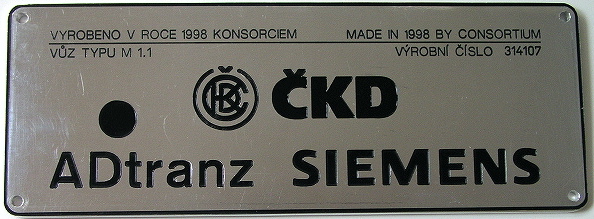 VYROBENO V ROCE 1998 KONSORCIEM MADE IN 1998 BY CONSORTIUM
VŮZ TYPU M 1.1 VÝROBNÍ ČÍSLO 314107
ČKD ČKD
ADtranz SIEMENS